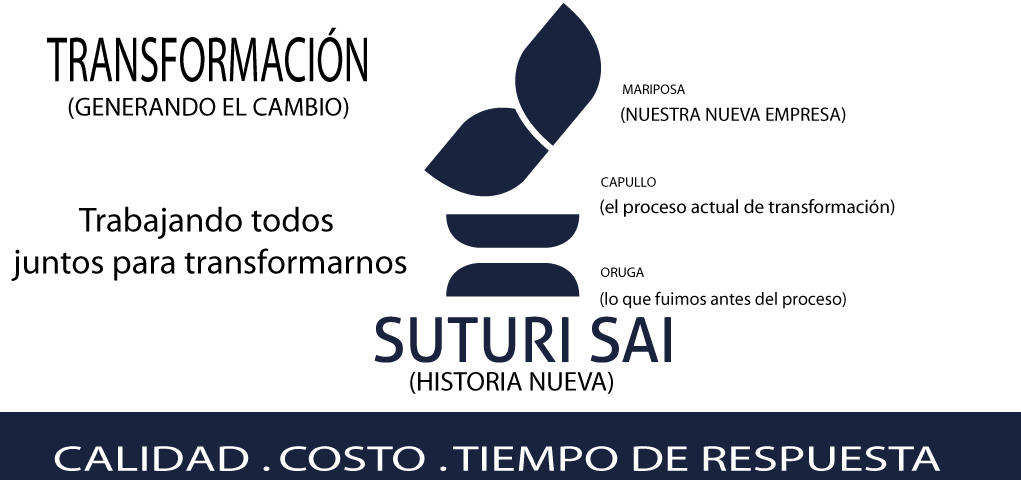 TRANSFORMACIÓN
(GENERANDO EL CAMBIO)
Trabajando todos
juntos para transformarnos
MARIPOSA
(NUESTRA NUEVA EMPRESA)
CAPULLO
(el proceso actual de transformación)
ORUGA
(lo que fuimos antes del proceso)
SUTURI SAI
(HISTORIA NUEVA)
CALIDAD . COSTO . TIEMPO DE RESPUESTA